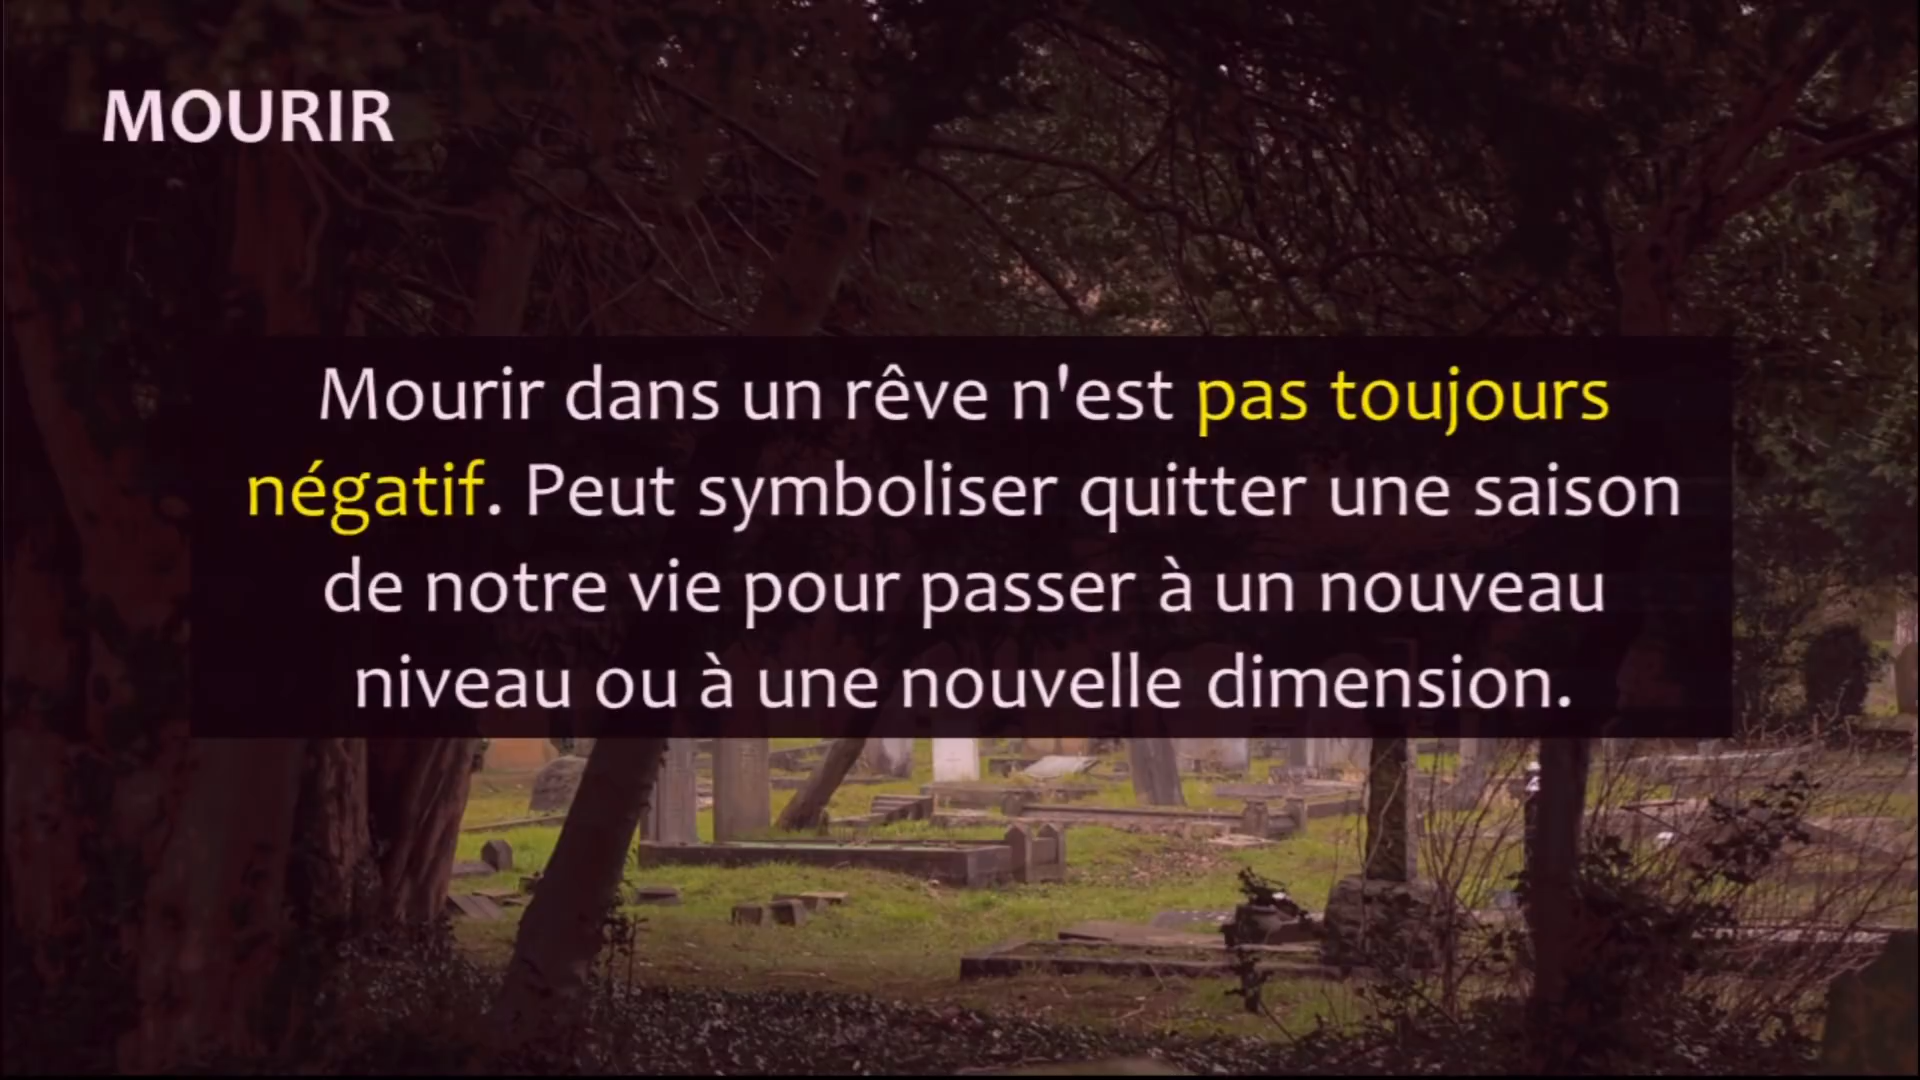 MOURIR
Mourir dans un rêve n'est pas toujours
négatif. Peut symboliser quitter une saison
de notre vie pour passer à un nouveau
niveau ou à une nouvelle dimension.